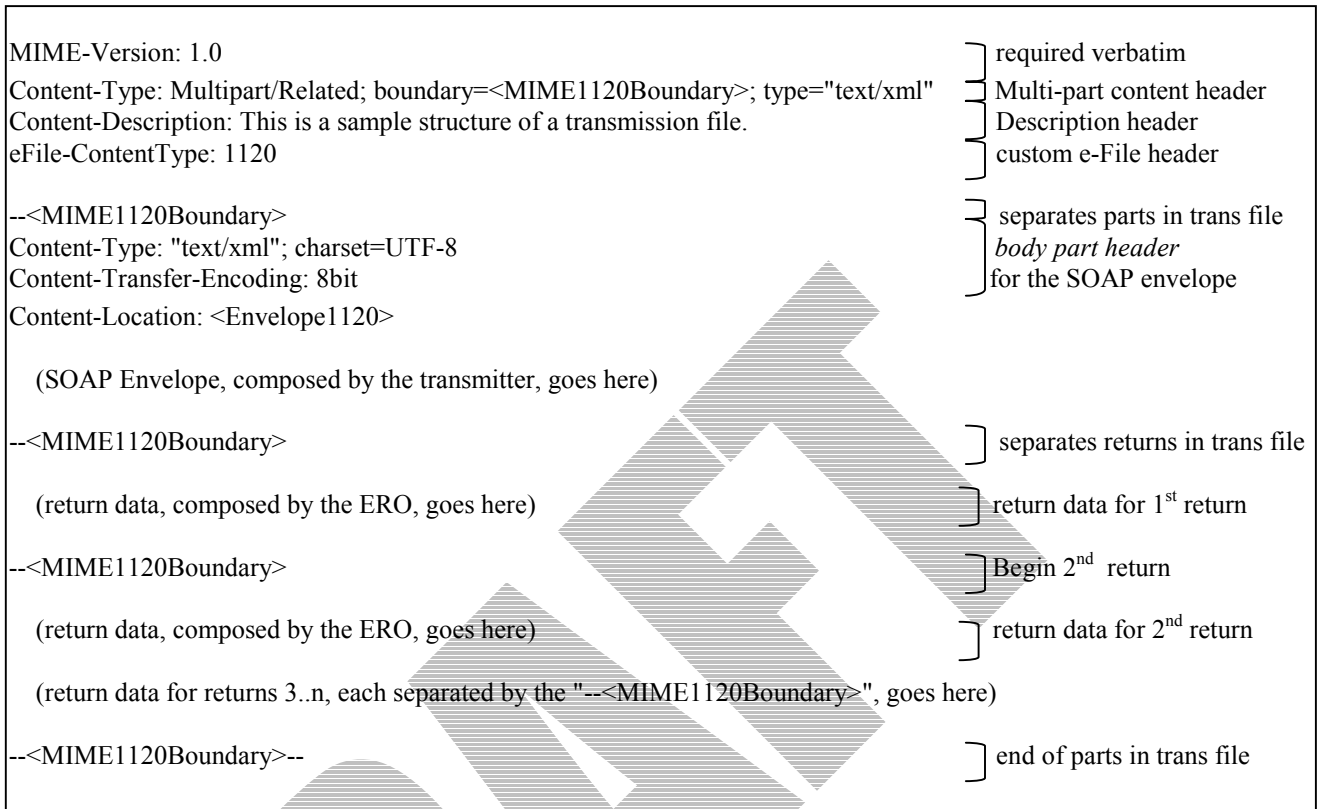 MIME-Version: 1.0 required verbatim
Content-Type: Multipart/Related; boundary=<MIME1120Boundary>; type="text/xml" Multi-part content header
Content-Description: This is a sample structure of a transmission file. Description header
eFile-ContentType: 1120 custom e-File header
--<MIME1120Boundary> separates parts in trans file
Content-Type: "text/xml"; charset=UTF-8 body part header
Content-Transfer-Encoding: 8bit for the SOAP envelope
Content-Location: <Envelope1120>
(SOAP Envelope, composed by the transmitter, goes here)
--<MIME1120Boundary> separates returns in trans file
(return data, composed by the ERO, goes here) return data for 1st return
--<MIME1120Boundary> Begin 2nd return
(return data, composed by the ERO, goes here) return data for 2nd return
(return data for returns 3..n, each separated by the "--<MIME1120Boundary>", goes here)
--<MIME1120Boundary>-- end of parts in trans file